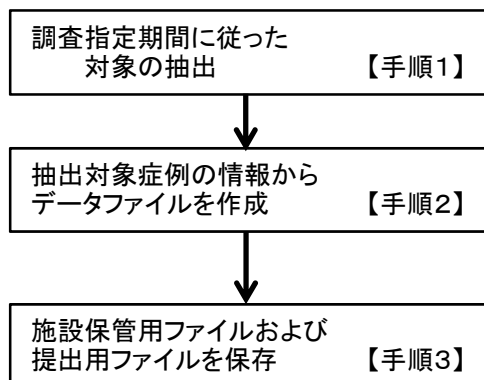 調査指定期間に従った
対象の抽出　【手順1】
抽出対象症例の情報から
データファイルを作成　【手順2】
施設保管用ファイルおよび
提出用ファイルを保存　【手順3】